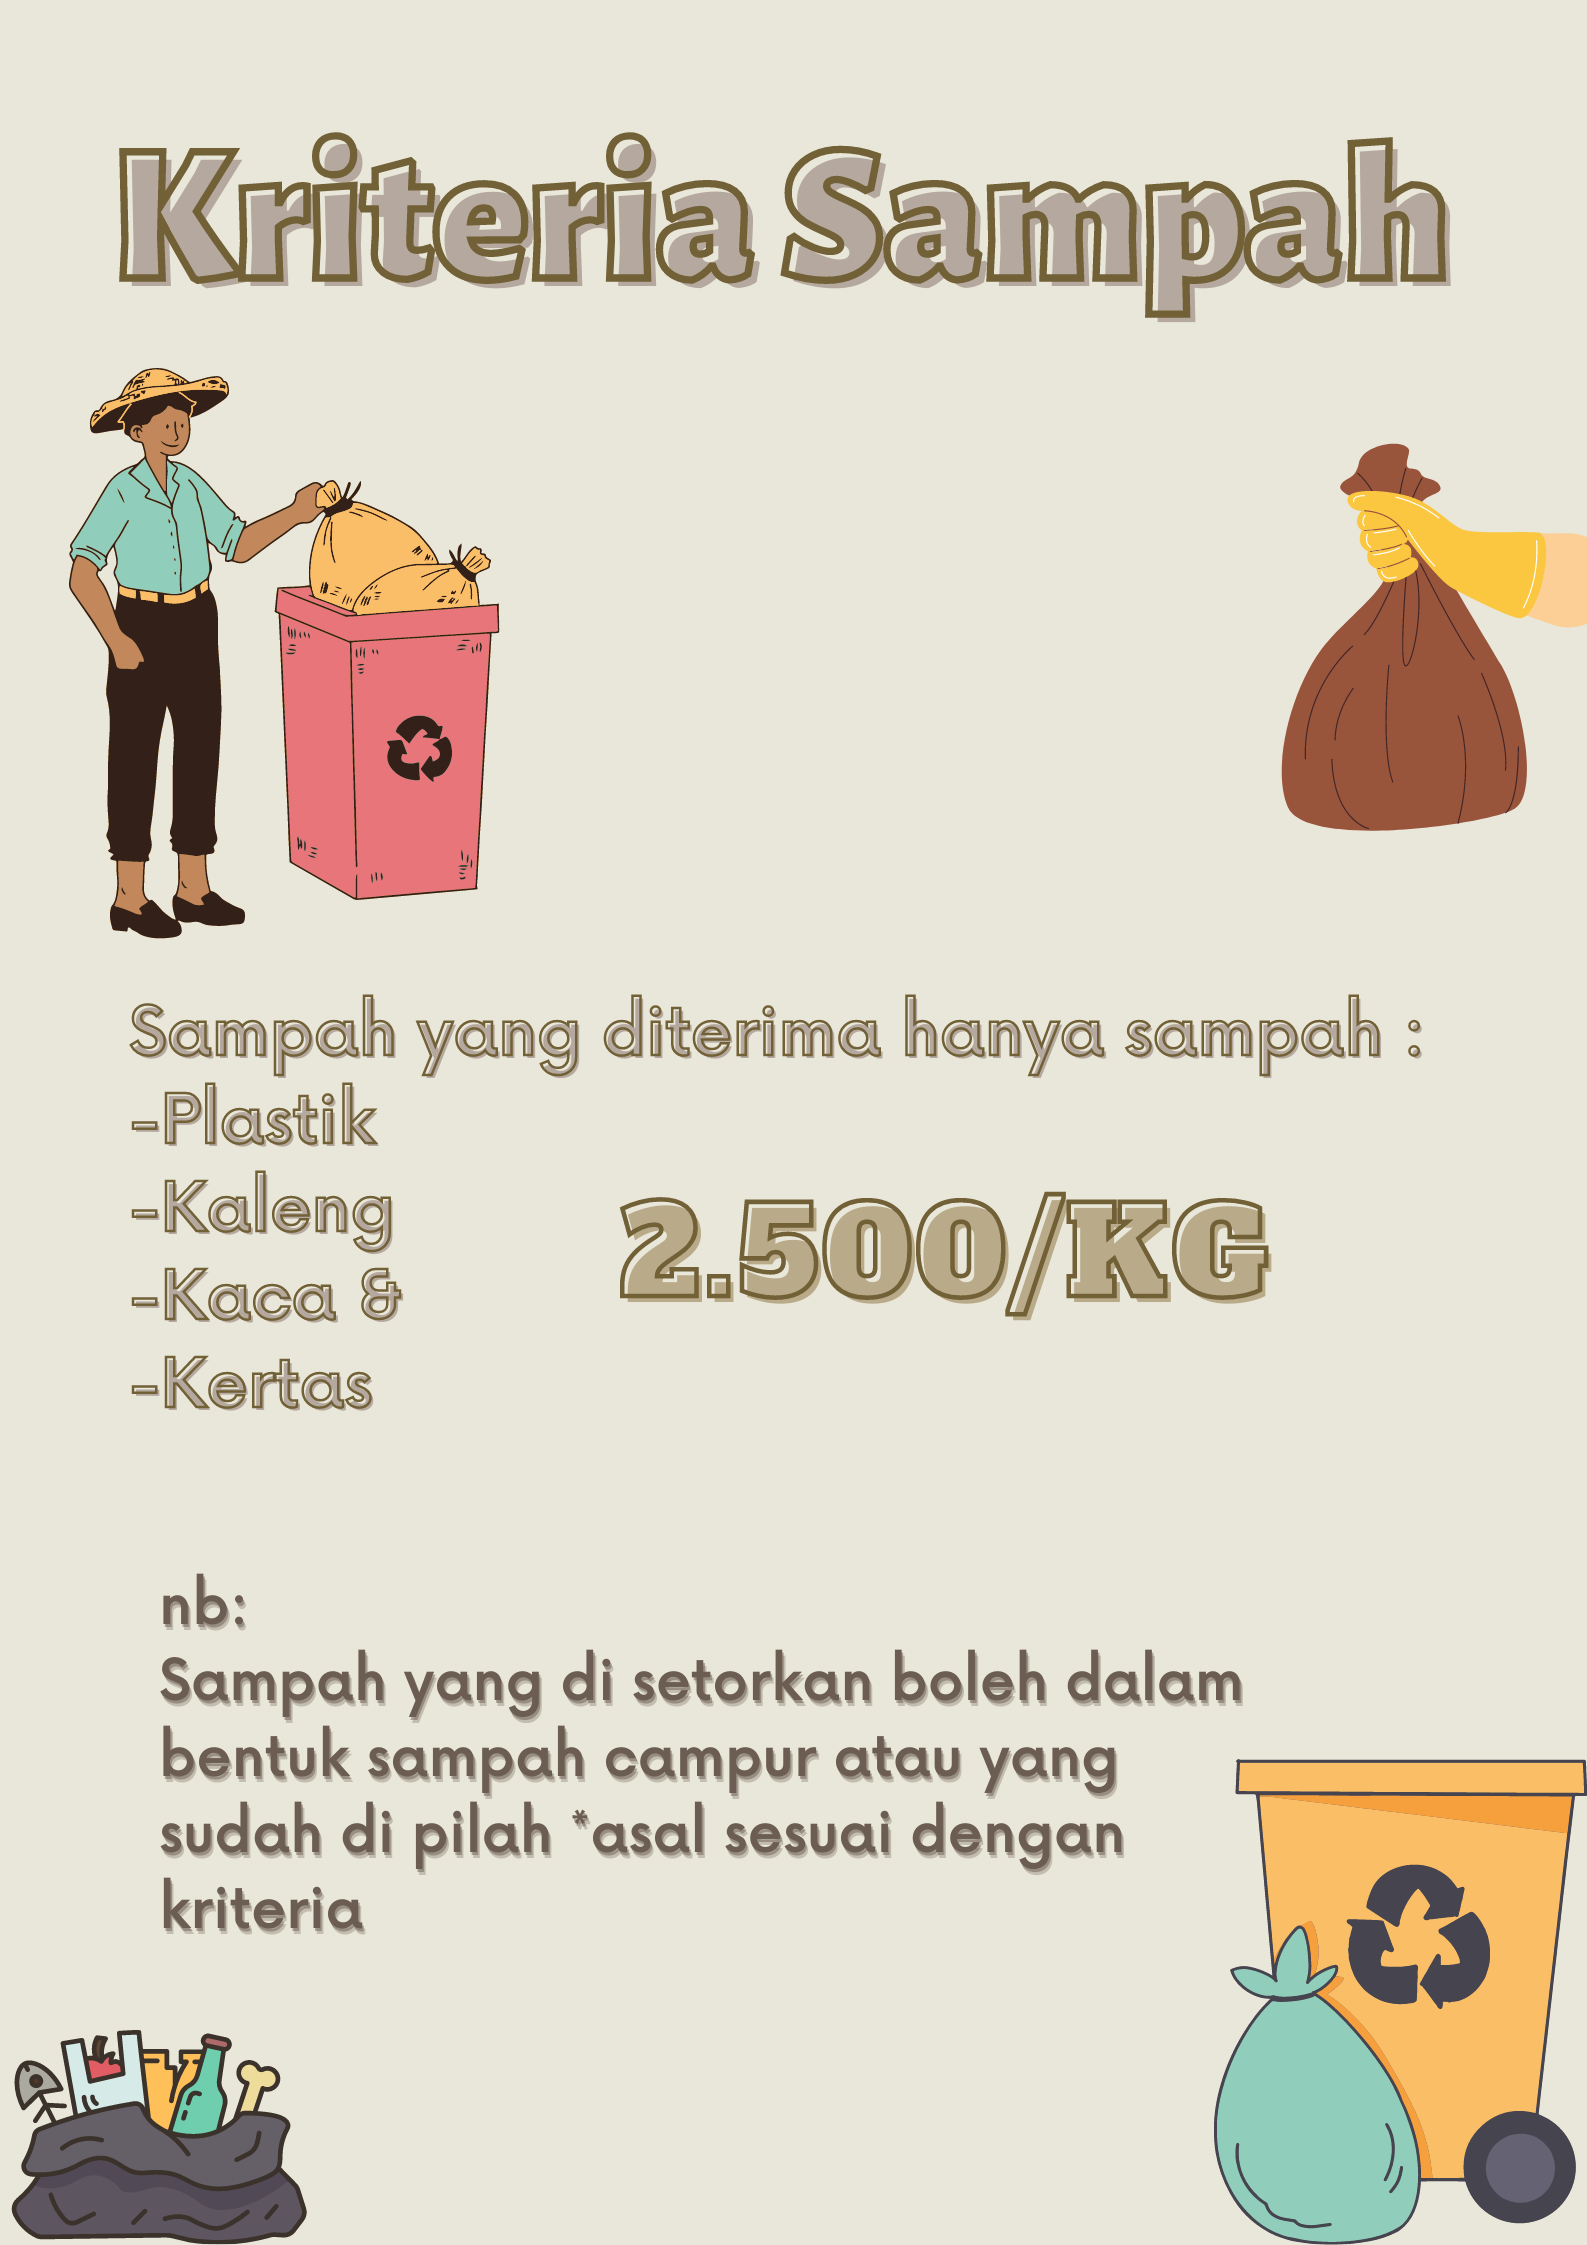 Kriteria Sampah
Sampah yang diterima hanya sampah :
-Plastik
-Kaleng
-Kaca &
-Kertas
2.500/KG
nb:
Sampah yang di setorkan boleh dalam
bentuk sampah campur atau yang
sudah di pilah *asal sesuai dengan
kriteria